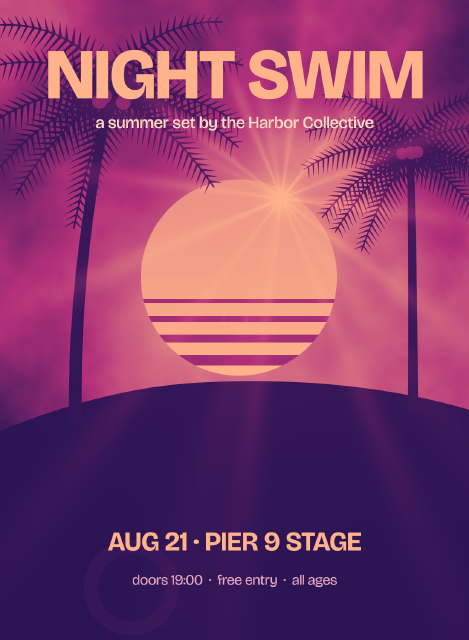 NIGHT SWIM
a summer set by the Harbor Collective
AUG 21 · PIER 9 STAGE
doors 19:00 · free entry · all ages